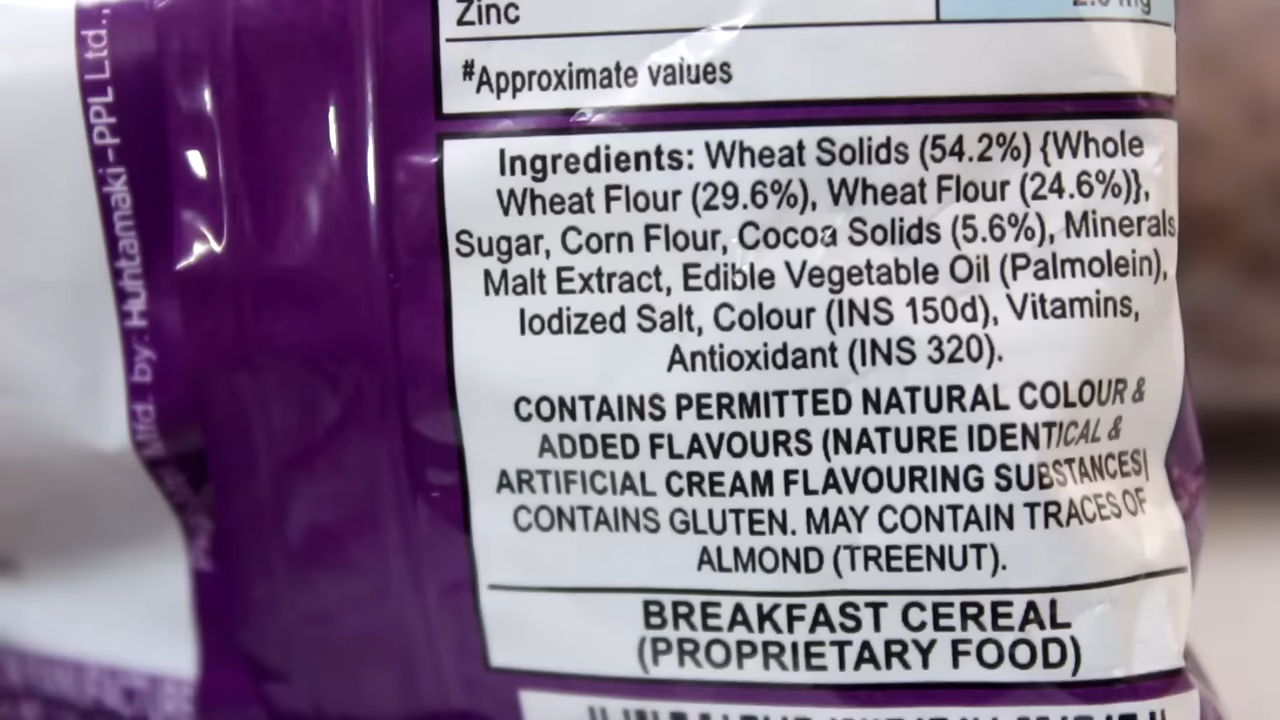 Zinc
#Approximate values
Ingredients: Wheat Solids (54.2%) {Whole
Wheat Flour (29.6%), Wheat Flour (24.6%)},
Sugar, Corn Flour, Cocoa Solids (5.6%), Minerals
Malt Extract, Edible Vegetable Oil (Palmolein),
Iodized Salt, Colour (INS 150d), Vitamins,
Antioxidant (INS 320).
CONTAINS PERMITTED NATURAL COLOUR &
ADDED FLAVOURS (NATURE IDENTICAL &
ARTIFICIAL CREAM FLAVOURING SUBSTANCES)
CONTAINS GLUTEN. MAY CONTAIN TRACES OF
ALMOND (TREENUT).
BREAKFAST CEREAL
(PROPRIETARY FOOD)
Mfd. by: Huhtamaki-PPL Ltd.,